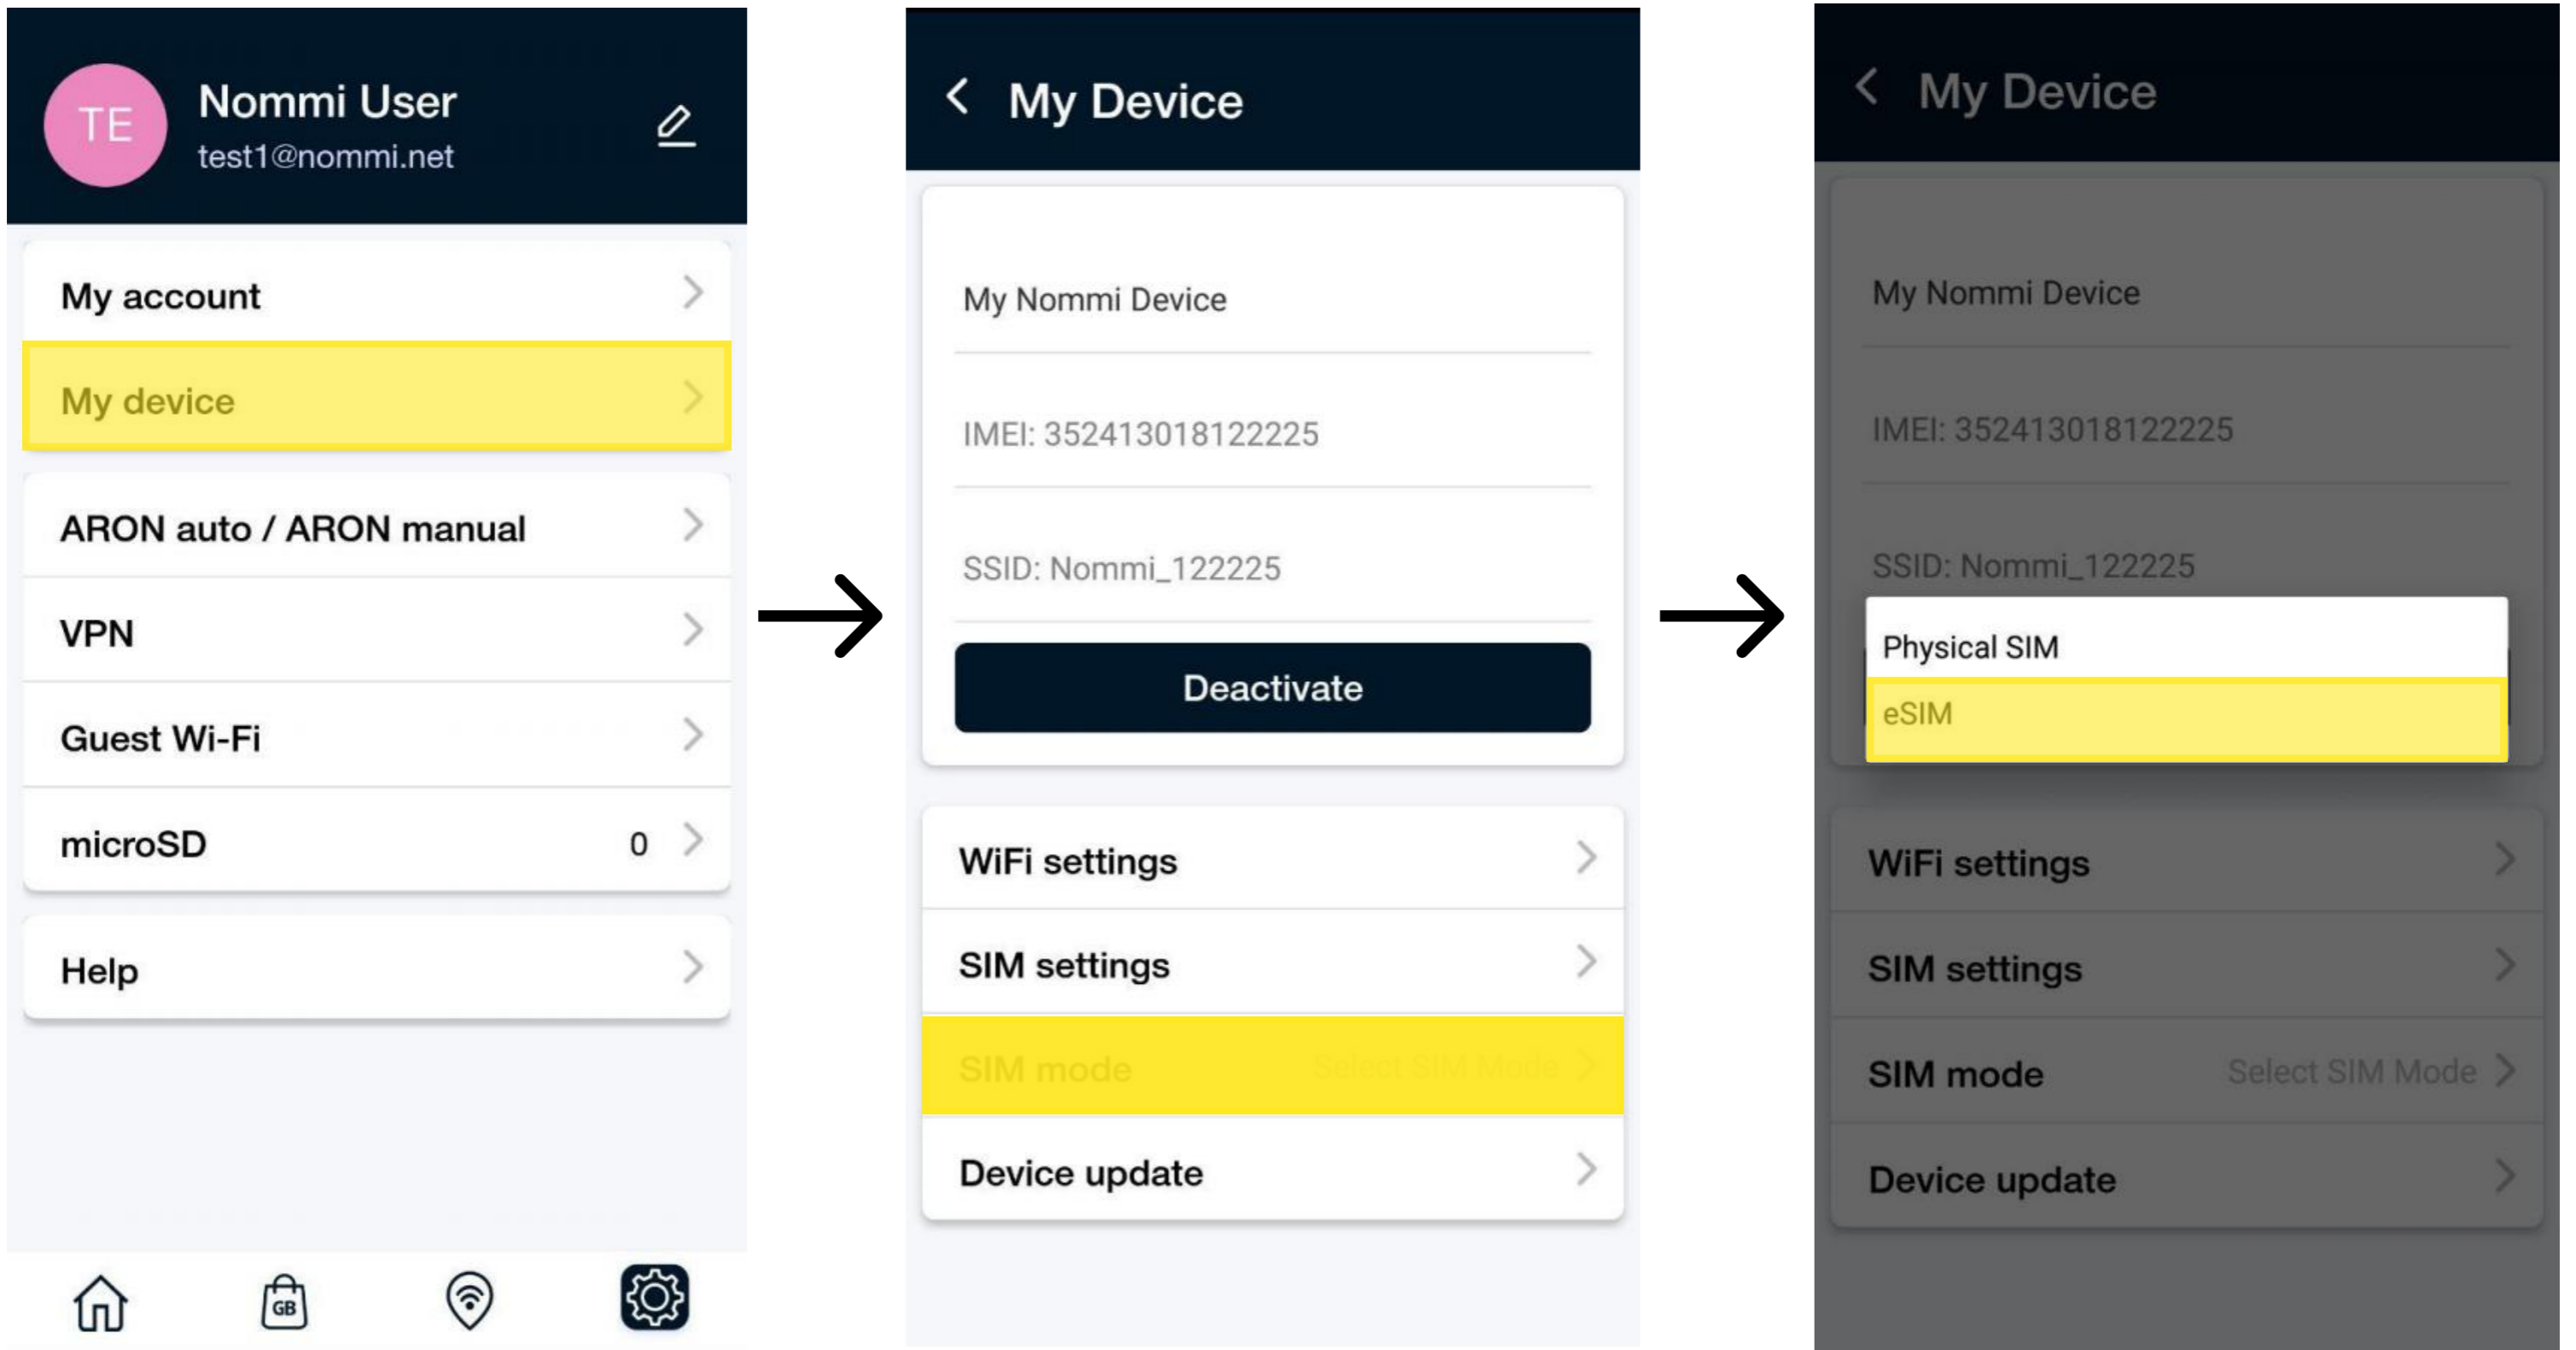 TE
Nommi User
test1@nommi.net
My account
My device
ARON auto / ARON manual
VPN
Guest Wi-Fi
microSD 0
Help
GB
My Device
My Nommi Device
IMEI: 352413018122225
SSID: Nommi_122225
Deactivate
WiFi settings
SIM settings
SIM mode Select SIM Mode
Device update
My Device
My Nommi Device
IMEI: 352413018122225
SSID: Nommi_122225
Physical SIM
eSIM
WiFi settings
SIM settings
SIM mode Select SIM Mode
Device update